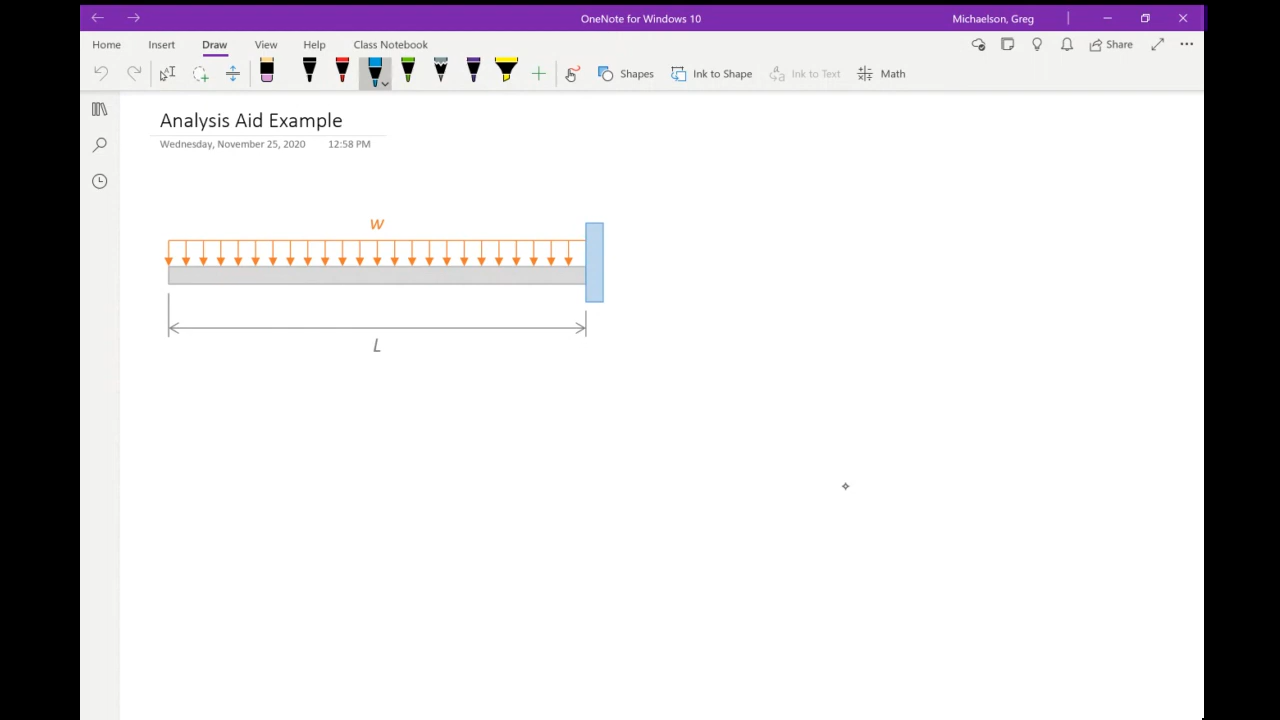 OneNote for Windows 10
Michaelson, Greg
Home Insert Draw View Help Class Notebook Share
Shapes Ink to Shape Ink to Text Math
Analysis Aid Example
Wednesday, November 25, 2020 12:58 PM
w
L